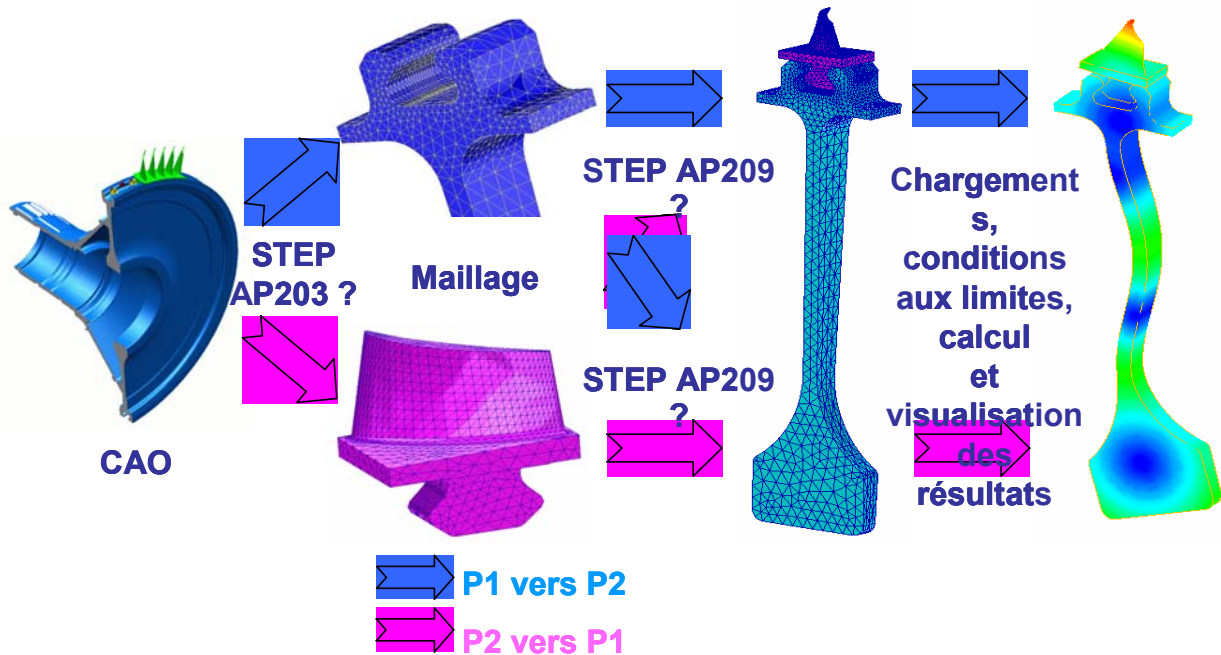 STEP
AP203 ?
CAO
Maillage
STEP AP209
?
STEP AP209
?
Chargement
s,
conditions
aux limites,
calcul
et
visualisation
des
résultats
P1 vers P2
P2 vers P1